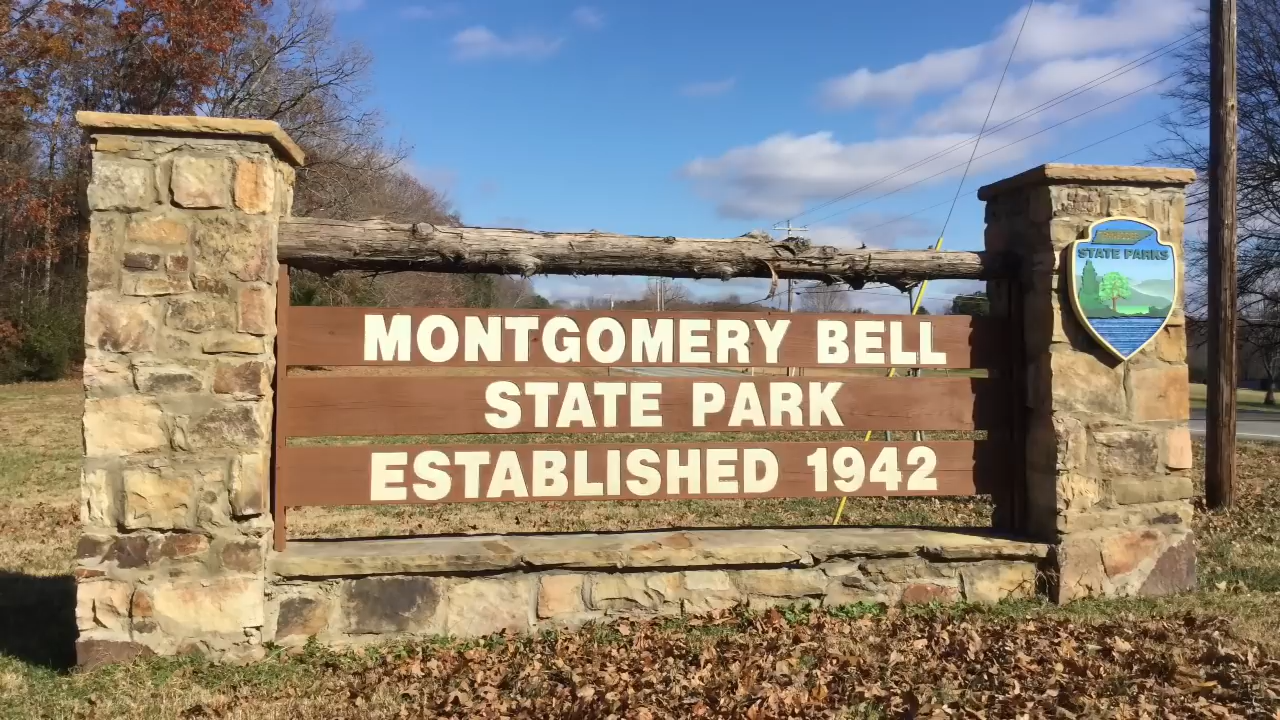 MONTGOMERY BELL
STATE PARK
ESTABLISHED 1942
STATE PARKS